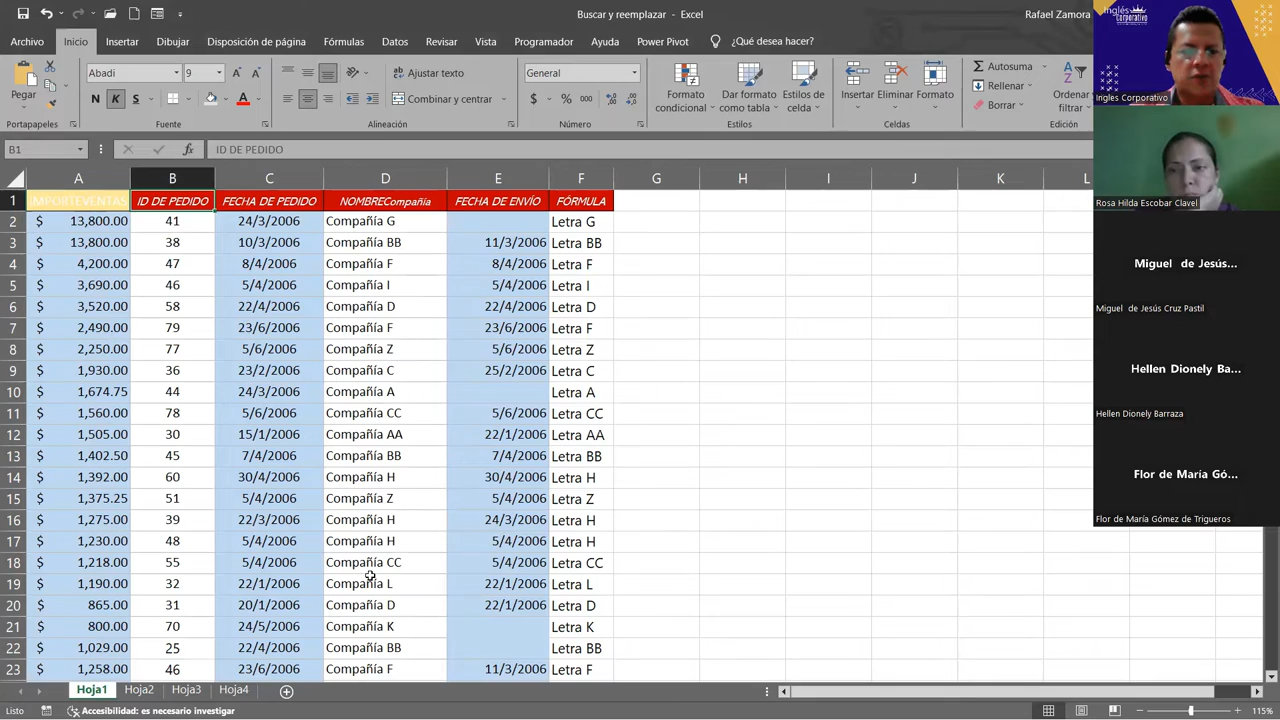 Buscar y reemplazar - Excel
Rafael Zamora
Archivo Inicio Insertar Dibujar Disposición de página Fórmulas Datos Revisar Vista Programador Ayuda Power Pivot ¿Qué desea hacer?
Pegar
Portapapeles
Abadi 9
N K S
Fuente
Ajustar texto
Combinar y centrar
Alineación
General
$ % 000
Número
Formato condicional
Dar formato como tabla
Estilos de celda
Estilos
Insertar Eliminar Formato
Celdas
Autosuma
Rellenar
Borrar
Ordenar filtrar
Edición
B1 fx ID DE PEDIDO
A B C D E F G H I J K L
1 IMPORTEVENTAS ID DE PEDIDO FECHA DE PEDIDO NOMBRECompañía FECHA DE ENVÍO FÓRMULA
2 $ 13,800.00 41 24/3/2006 Compañía G Letra G
3 $ 13,800.00 38 10/3/2006 Compañía BB 11/3/2006 Letra BB
4 $ 4,200.00 47 8/4/2006 Compañía F 8/4/2006 Letra F
5 $ 3,690.00 46 5/4/2006 Compañía I 5/4/2006 Letra I
6 $ 3,520.00 58 22/4/2006 Compañía D 22/4/2006 Letra D
7 $ 2,490.00 79 23/6/2006 Compañía F 23/6/2006 Letra F
8 $ 2,250.00 77 5/6/2006 Compañía Z 5/6/2006 Letra Z
9 $ 1,930.00 36 23/2/2006 Compañía C 25/2/2006 Letra C
10 $ 1,674.75 44 24/3/2006 Compañía A Letra A
11 $ 1,560.00 78 5/6/2006 Compañía CC 5/6/2006 Letra CC
12 $ 1,505.00 30 15/1/2006 Compañía AA 22/1/2006 Letra AA
13 $ 1,402.50 45 7/4/2006 Compañía BB 7/4/2006 Letra BB
14 $ 1,392.00 60 30/4/2006 Compañía H 30/4/2006 Letra H
15 $ 1,375.25 51 5/4/2006 Compañía Z 5/4/2006 Letra Z
16 $ 1,275.00 39 22/3/2006 Compañía H 24/3/2006 Letra H
17 $ 1,230.00 48 5/4/2006 Compañía H 5/4/2006 Letra H
18 $ 1,218.00 55 5/4/2006 Compañía CC 5/4/2006 Letra CC
19 $ 1,190.00 32 22/1/2006 Compañía L 22/1/2006 Letra L
20 $ 865.00 31 20/1/2006 Compañía D 22/1/2006 Letra D
21 $ 800.00 70 24/5/2006 Compañía K Letra K
22 $ 1,029.00 25 22/4/2006 Compañía BB Letra BB
23 $ 1,258.00 46 23/6/2006 Compañía F 11/3/2006 Letra F
Hoja1 Hoja2 Hoja3 Hoja4
Listo Accesibilidad: es necesario investigar 115%
Inglés Corporativo
Ingles Corporativo
Rosa Hilda Escobar Clavel
Miguel de Jesús...
Miguel de Jesús Cruz Pastil
Hellen Dionely Ba...
Hellen Dionely Barraza
Flor de María Gó...
Flor de María Gómez de Trigueros